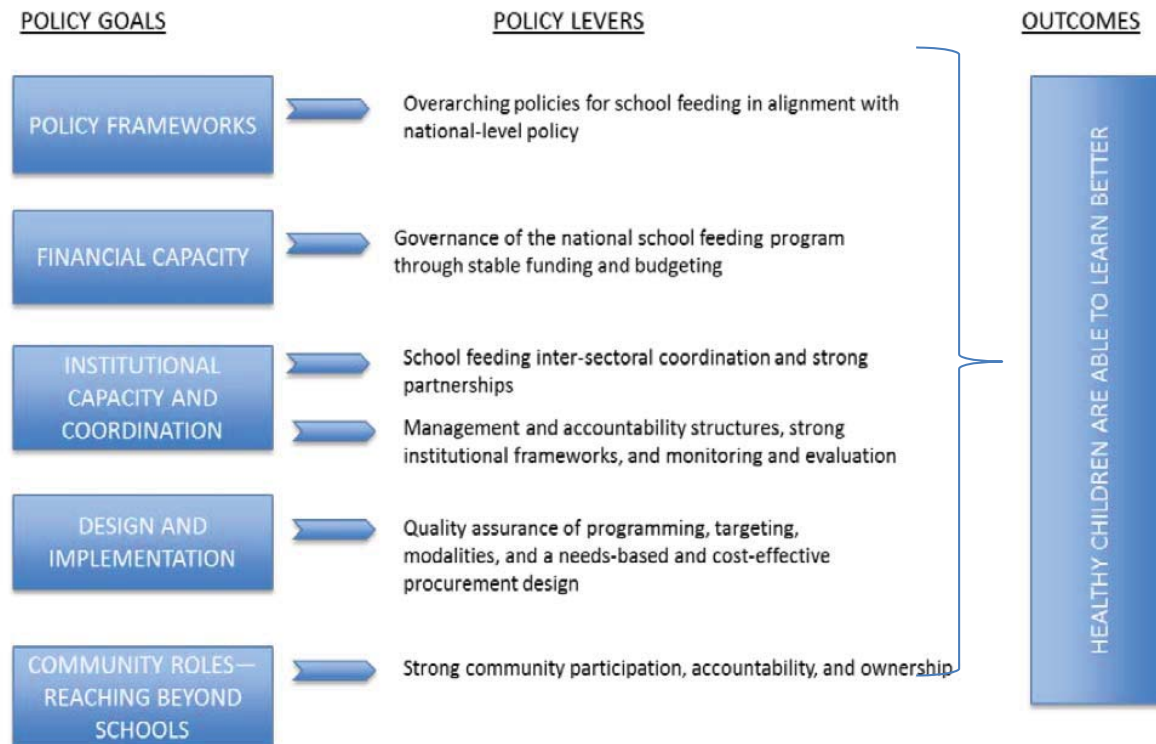 POLICY GOALS
POLICY LEVERS
OUTCOMES
POLICY FRAMEWORKS
Overarching policies for school feeding in alignment with
national-level policy
FINANCIAL CAPACITY
Governance of the national school feeding program
through stable funding and budgeting
INSTITUTIONAL
CAPACITY AND
COORDINATION
School feeding inter-sectoral coordination and strong
partnerships
Management and accountability structures, strong
institutional frameworks, and monitoring and evaluation
DESIGN AND
IMPLEMENTATION
Quality assurance of programming, targeting,
modalities, and a needs-based and cost-effective
procurement design
COMMUNITY ROLES—
REACHING BEYOND
SCHOOLS
Strong community participation, accountability, and ownership
HEALTHY CHILDREN ARE ABLE TO LEARN BETTER